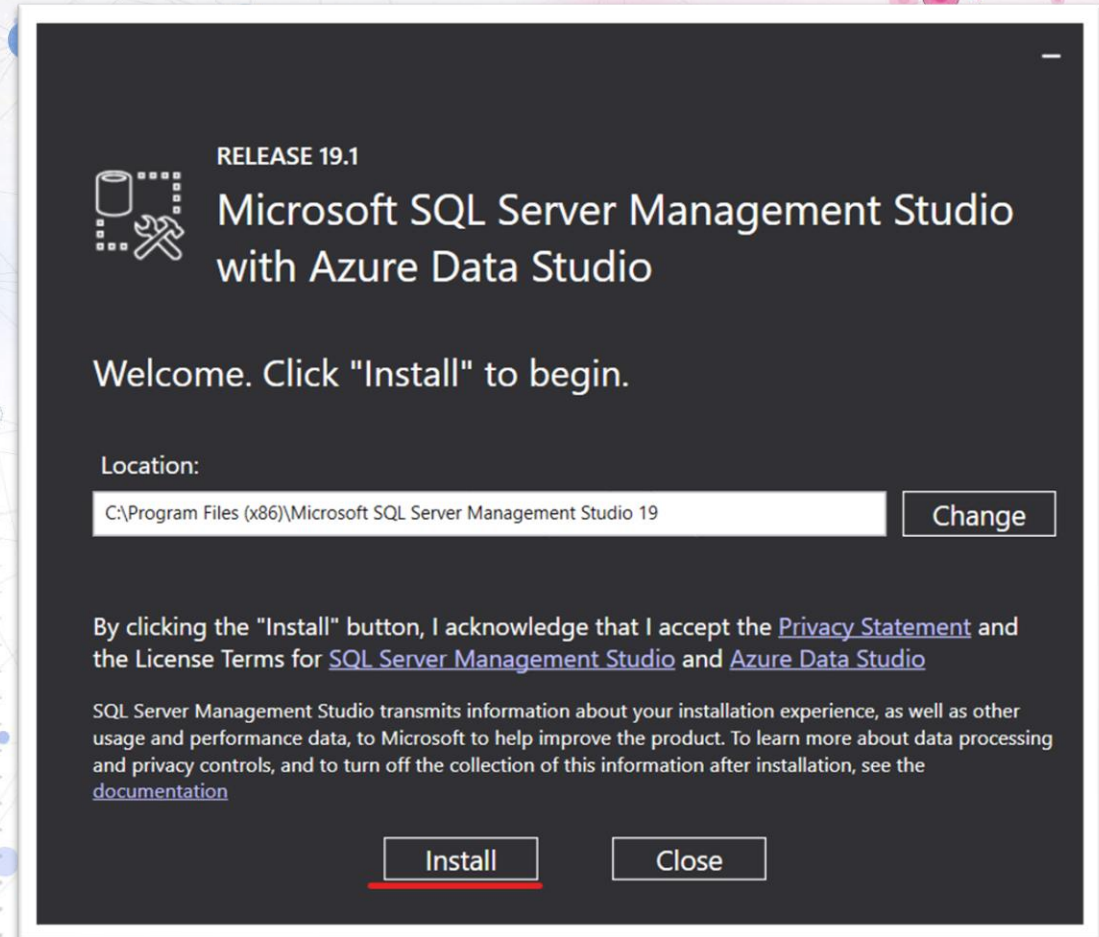 RELEASE 19.1
Microsoft SQL Server Management Studio
with Azure Data Studio
Welcome. Click "Install" to begin.
Location:
C:\Program Files (x86)\Microsoft SQL Server Management Studio 19
Change
By clicking the "Install" button, I acknowledge that I accept the Privacy Statement and
the License Terms for SQL Server Management Studio and Azure Data Studio
SQL Server Management Studio transmits information about your installation experience, as well as other
usage and performance data, to Microsoft to help improve the product. To learn more about data processing
and privacy controls, and to turn off the collection of this information after installation, see the
documentation
Install Close